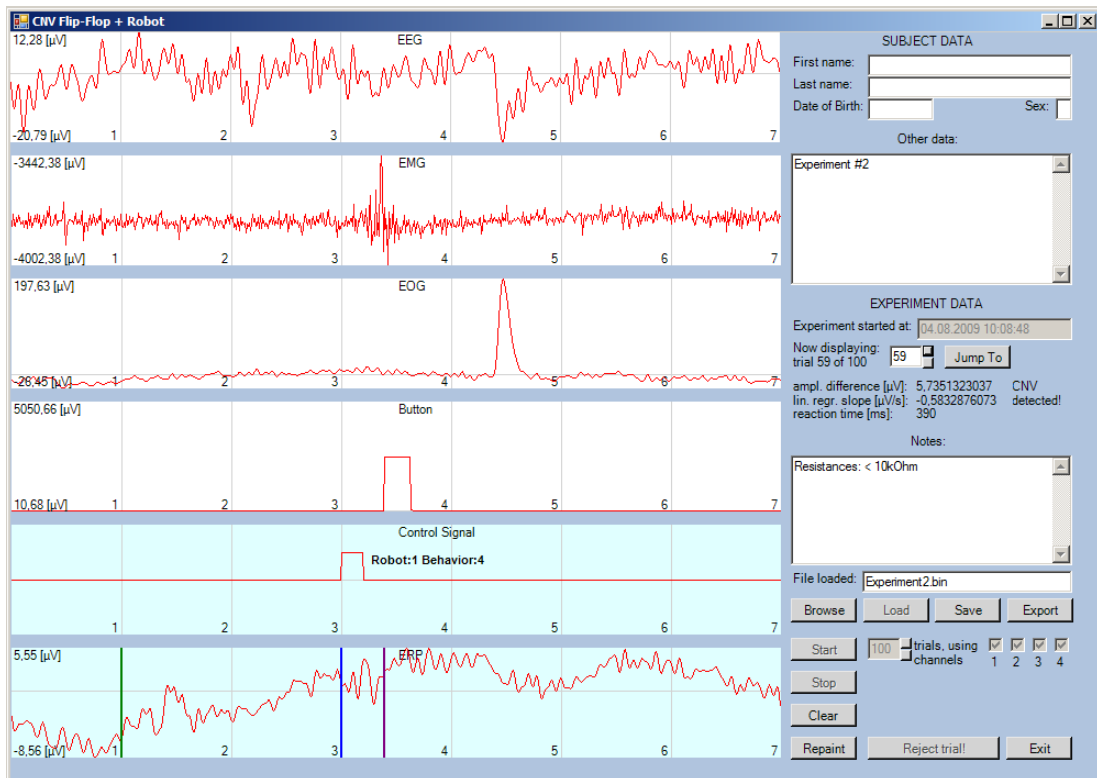 CNV Flip-Flop + Robot
12,28 [µV]
EEG
-20,79 [µV]
1 2 3 4 5 6 7
-3442,38 [µV]
EMG
-4002,38 [µV]
1 2 3 4 5 6 7
197,63 [µV]
EOG
-26,45 [µV]
1 2 3 4 5 6 7
5050,66 [µV]
Button
10,68 [µV]
1 2 3 4 5 6 7
Control Signal
Robot:1 Behavior:4
1 2 3 4 5 6 7
5,55 [µV]
ERP
-8,56 [µV]
1 2 3 4 5 6 7
SUBJECT DATA
First name:
Last name:
Date of Birth: Sex:
Other data:
Experiment #2
EXPERIMENT DATA
Experiment started at: 04.08.2009 10:08:48
Now displaying:
trial 59 of 100 59 Jump To
ampl. difference [µV]: 5,7351323037 CNV
lin. regr. slope [µV/s]: -0,5832876073 detected!
reaction time [ms]: 390
Notes:
Resistances: < 10kOhm
File loaded: Experiment2.bin
Browse Load Save Export
Start 100 trials, using
channels 1 2 3 4
Stop
Clear
Repaint Reject trial! Exit